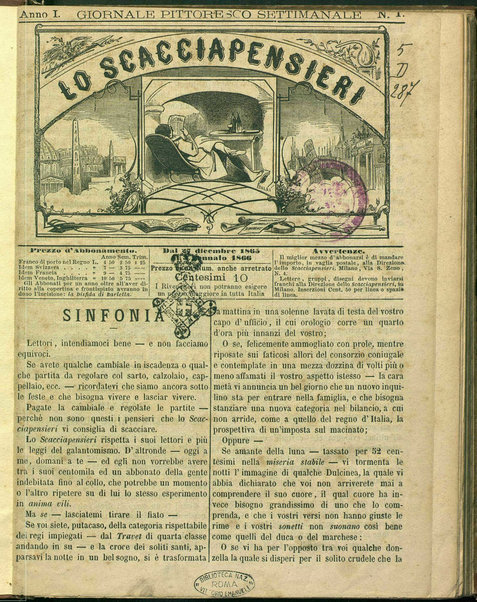 Anno I. GIORNALE PITTORESCO SETTIMANALE N. 1.
LO SCACCIAPENSIERI
5
D
287
Prezzo d'Abbonamento.
Anno Sem. Trim.
Franco di porto nel Regno L.
Idem Svizzera
Idem Francia
Idem Veneto, Inghilterra
Gli Abbonati per un anno oltre all'aver diritto alla copertina e frontispizio avranno in dono l'incisione: la disfida di Barletta.
Dal 27 dicembre 1865
Gennaio 1866
Prezzo num. anche arretrato
Centesimi 10
I Rivenditori non potranno esigere
un prezzo maggiore in tutta Italia
Avvertenze.
Il miglior mezzo d'abbonarsi è di mandare
l'importo, in vaglia postale, alla Direzione
dello Scacciapensieri, Milano, Via S. Zeno,
N. 4.
Lettere, gruppi, disegni devono inviarsi
franchi alla Direzione dello Scacciapensieri, in
Milano. Inserzioni Cent. 50 per linea o spazio
di linea.
SINFONIA
Lettori, intendiamoci bene — e non facciamo
equivoci.
Se avete qualche cambiale in iscadenza o qualche
partita da regolare col sarto, calzolaio, cappellaio,
ecc. — ricordatevi che siamo ancora sotto
le feste e che bisogna vivere e lasciar vivere.
Pagate la cambiale e regolate le partite —
perchè non sono questi i pensieri che lo Scacciapensieri
vi consiglia di scacciare.
Lo Scacciapensieri rispetta i suoi lettori e più
le leggi del galantomismo. D'altronde — oggi a
me, domani a te — ed egli non vorrebbe avere
tra i suoi centomila ed un abbonato della gente
indebitata fino al collo, che potrebbe un momento
o l'altro ripetere su di lui lo stesso esperimento
in anima vili.
Ma se — lasciatemi tirare il fiato —
Se voi siete, putacaso, della categoria rispettabile
dei regi impiegati — dal Travet di quarta classe
andando in su — e la croce dei soliti santi, apparsavi
la notte in un bel sogno, si è trasformata
la mattina in una solenne lavata di testa del vostro
capo d'ufficio, il cui orologio corre un quarto
d'ora più innanzi del vostro;
O se, felicemente ammogliato con prole, mentre
riposate sui faticosi allori del consorzio coniugale
e contemplate in una mezza dozzina di volti più o
meno affamati il vostro aspetto istesso — la cara
metà vi annuncia un bel giorno che un nuovo inquilino
sta per entrare nella famiglia, e che bisogna
stanziare una nuova categoria nel bilancio, a cui
non arride, come a quello del regno d'Italia, la
prospettiva di un'imposta sul macinato;
Oppure —
Se amate della luna — tassato per 52 centesimi
nella miseria stabile — vi tormenta le
notti l'immagine di qualche Dulcinea, la quale vi
abbia dichiarato che voi non arriverete mai a
comprendere il suo cuore, il qual cuore ha invece
bisogno grandissimo di uno che lo comprenda,
e che i vostri versi non hanno giuste le
rime e i vostri sonetti non suonano così bene
come quelli del duca o del marchese;
O se vi ha per l'opposto tra voi qualche donzella
la quale si disperi per il solito crudele che la
BIBLIOTECA NAZ.
ROMA
VITT. EMANUELE